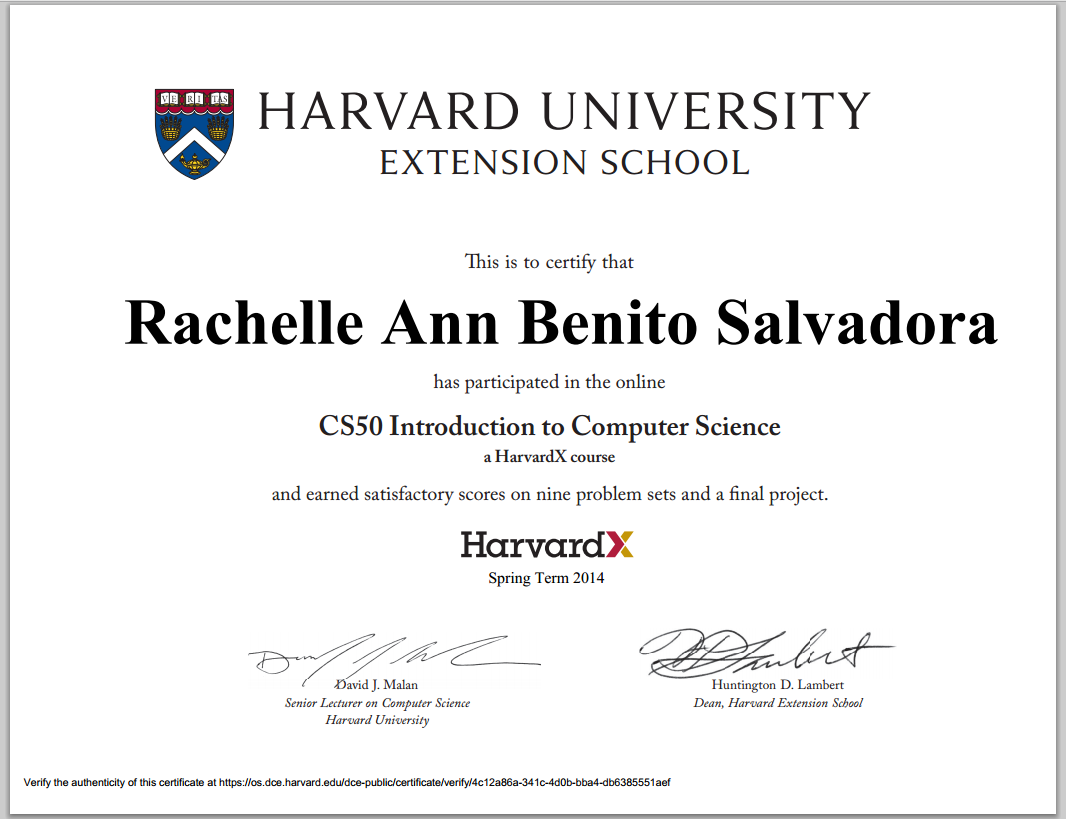 VE RI TAS
HARVARD UNIVERSITY
EXTENSION SCHOOL
This is to certify that
Rachelle Ann Benito Salvadora
has participated in the online
CS50 Introduction to Computer Science
a HarvardX course
and earned satisfactory scores on nine problem sets and a final project.
HarvardX
Spring Term 2014
David J. Malan
Senior Lecturer on Computer Science
Harvard University
Huntington D. Lambert
Dean, Harvard Extension School
Verify the authenticity of this certificate at https://os.dce.harvard.edu/dce-public/certificate/verify/4c12a86a-341c-4d0b-bba4-db6385551aef